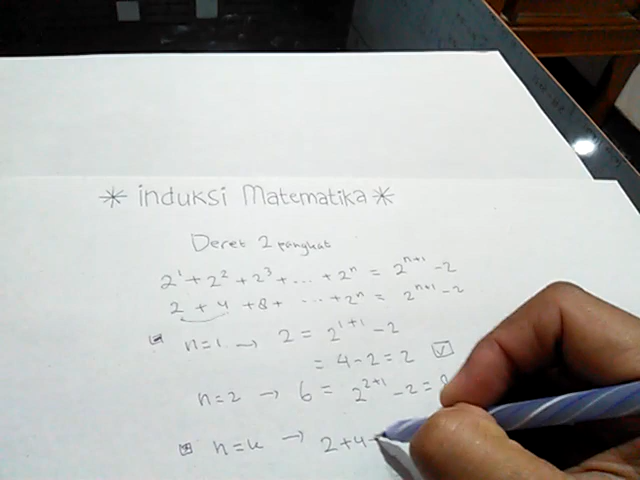 * induksi Matematika *
Deret 2 pangkat
2¹ + 2² + 2³ + ... + 2ⁿ = 2ⁿ⁺¹ - 2
2 + 4 + 8 + ... + 2ⁿ = 2ⁿ⁺¹ - 2
n=1 → 2 = 2¹⁺¹ - 2
= 4 - 2 = 2 ☑
n=2 → 6 = 2²⁺¹ - 2 =
n=k → 2+4